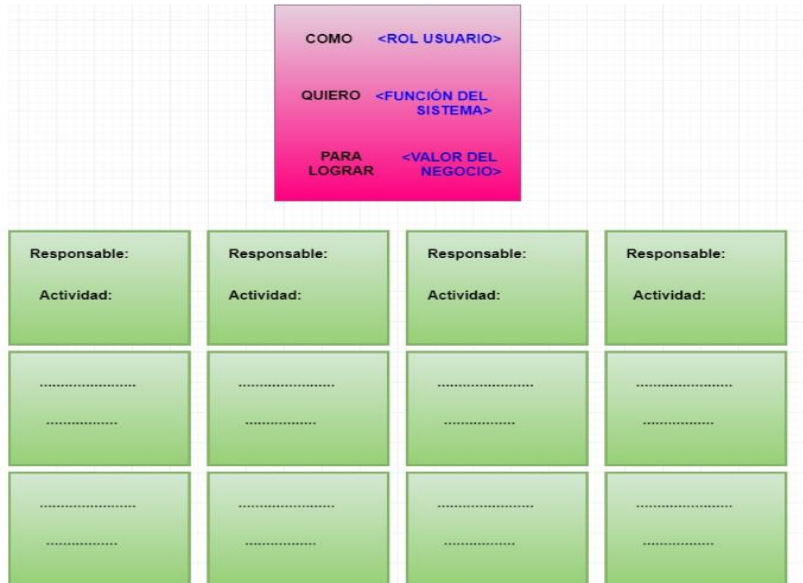 COMO <ROL USUARIO>
QUIERO <FUNCIÓN DEL
SISTEMA>
PARA <VALOR DEL
LOGRAR NEGOCIO>
Responsable: Responsable: Responsable: Responsable:
Actividad: Actividad: Actividad: Actividad: